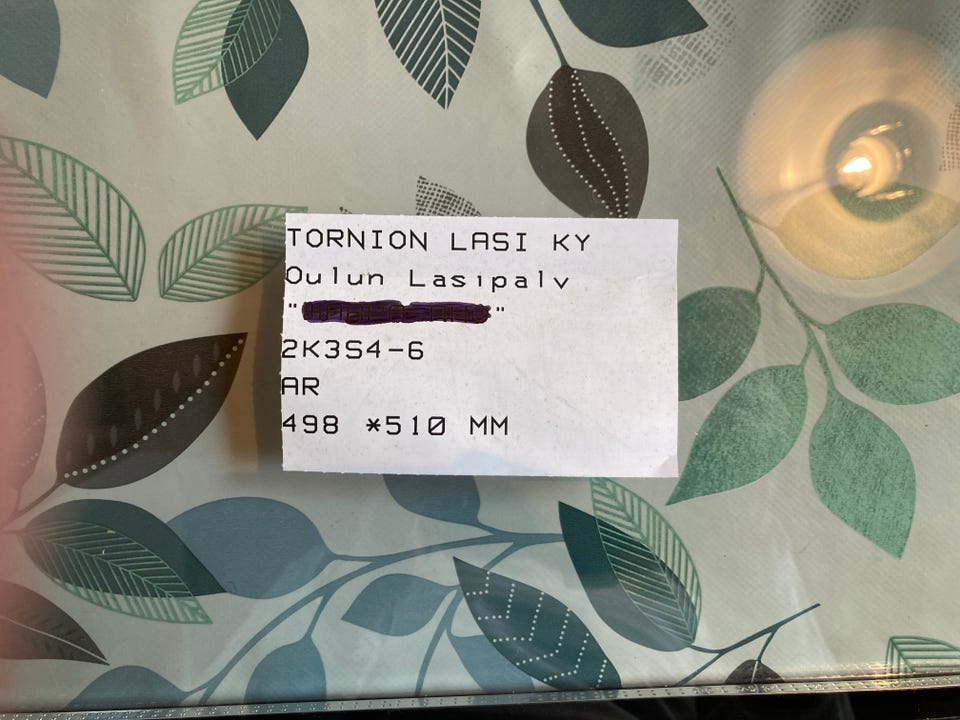 TORNION LASI KY
Oulun Lasipalv
"
"
2K3S4-6
AR
498 *510 MM